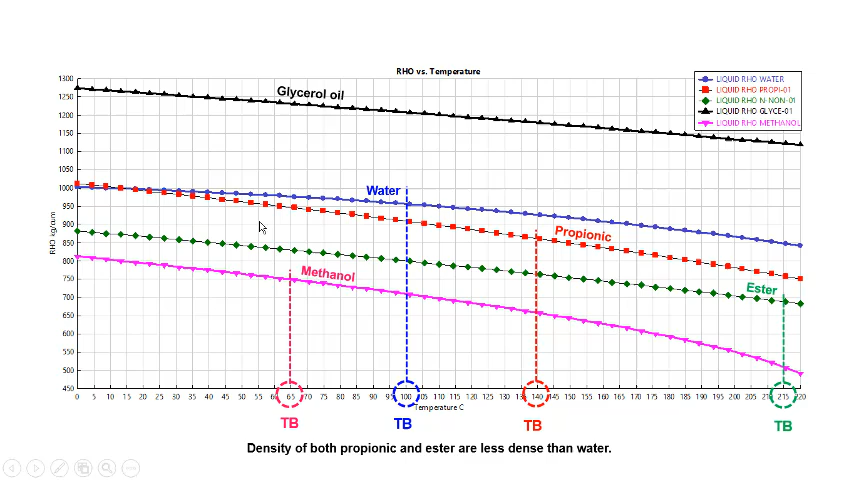 RHO vs. Temperature
LIQUID RHO WATER
LIQUID RHO PROPI-01
LIQUID RHO N-NON-01
LIQUID RHO GLYCE-01
LIQUID RHO METHANOL
Glycerol oil
Water
Propionic
Methanol
Ester
RHO kg/cum
1300
1250
1200
1150
1100
1050
1000
950
900
850
800
750
700
650
600
550
500
450
0 5 10 15 20 25 30 35 40 45 50 55 60 65 70 75 80 85 90 95 100 105 110 115 120 125 130 135 140 145 150 155 160 165 170 175 180 185 190 195 200 205 210 215 220
Temperature C
TB TB TB TB
Density of both propionic and ester are less dense than water.